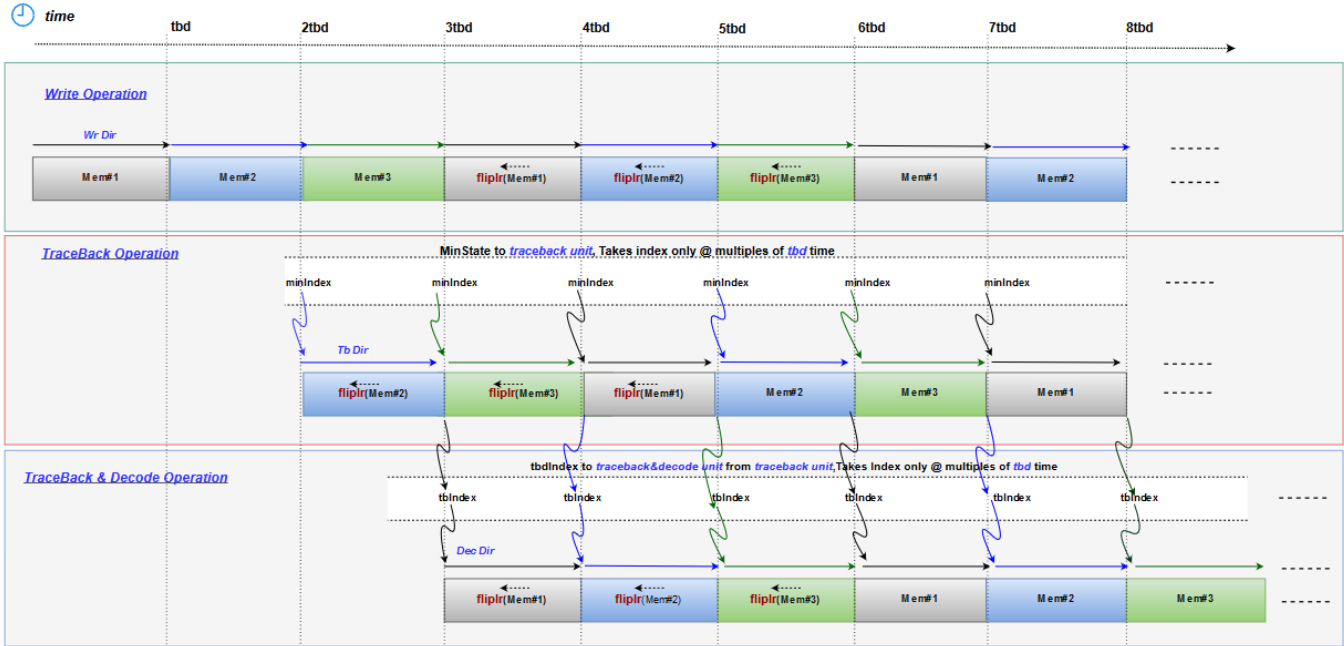 time
tbd 2tbd 3tbd 4tbd 5tbd 6tbd 7tbd 8tbd
Write Operation
Wr Dir
Mem#1 Mem#2 Mem#3 fliplr(Mem#1) fliplr(Mem#2) fliplr(Mem#3) Mem#1 Mem#2
TraceBack Operation
MinState to traceback unit, Takes index only @ multiples of tbd time
minIndex minIndex minIndex minIndex minIndex minIndex
Tb Dir
fliplr(Mem#2) fliplr(Mem#3) fliplr(Mem#1) Mem#2 Mem#3 Mem#1
TraceBack & Decode Operation
tbdIndex to traceback&decode unit from traceback unit,Takes Index only @ multiples of tbd time
tbIndex tbIndex tbIndex tbIndex tbIndex tbIndex
Dec Dir
fliplr(Mem#1) fliplr(Mem#2) fliplr(Mem#3) Mem#1 Mem#2 Mem#3